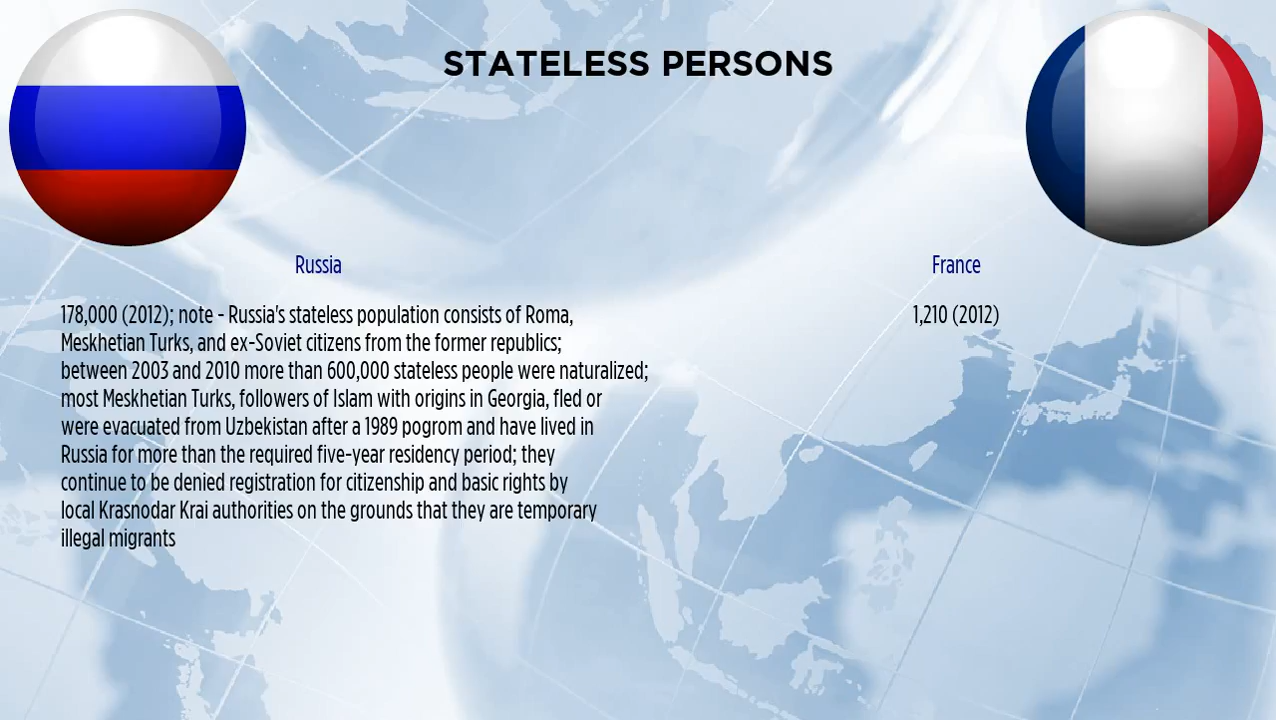 STATELESS PERSONS
Russia
178,000 (2012); note - Russia's stateless population consists of Roma,
Meskhetian Turks, and ex-Soviet citizens from the former republics;
between 2003 and 2010 more than 600,000 stateless people were naturalized;
most Meskhetian Turks, followers of Islam with origins in Georgia, fled or
were evacuated from Uzbekistan after a 1989 pogrom and have lived in
Russia for more than the required five-year residency period; they
continue to be denied registration for citizenship and basic rights by
local Krasnodar Krai authorities on the grounds that they are temporary
illegal migrants
France
1,210 (2012)